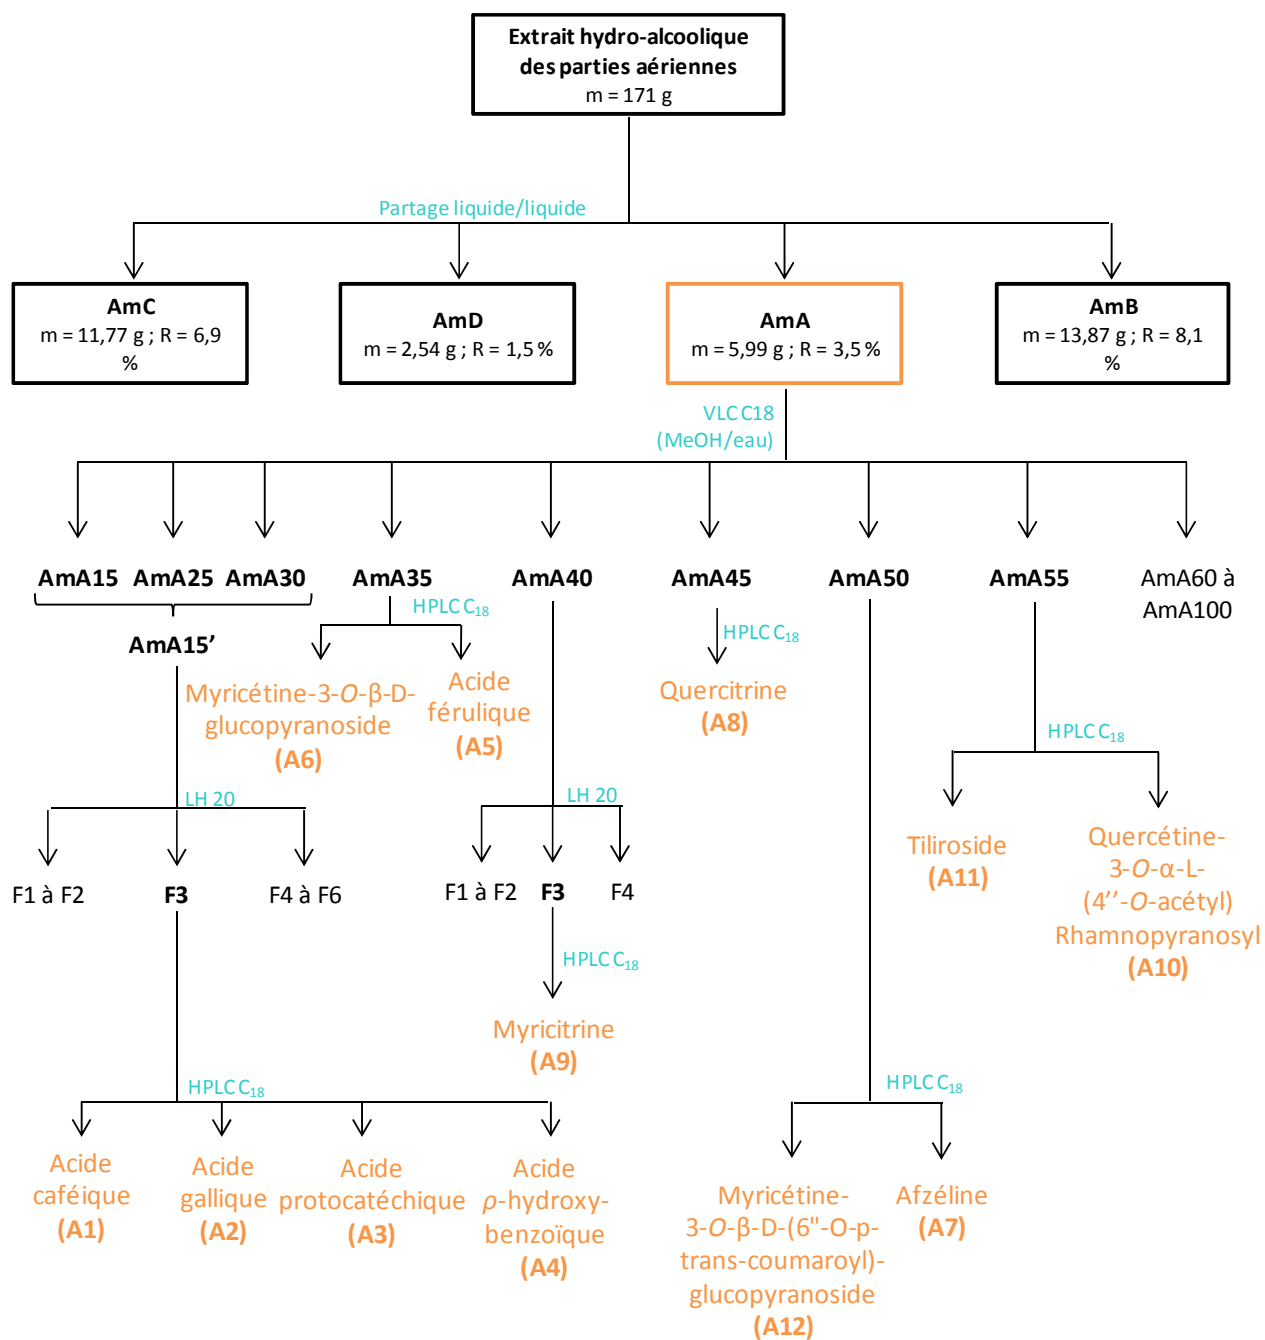 Extrait hydro-alcoolique
des parties aériennes
m = 171 g
Partage liquide/liquide
AmC
m = 11,77 g ; R = 6,9
%
AmD
m = 2,54 g ; R = 1,5 %
AmA
m = 5,99 g ; R = 3,5 %
AmB
m = 13,87 g ; R = 8,1
%
VLC C18
(MeOH/eau)
AmA15 AmA25 AmA30 AmA35 AmA40 AmA45 AmA50 AmA55 AmA60 à
AmA100
AmA15’
HPLC C18
Myricétine-3-O-β-D-
glucopyranoside
(A6)
Acide
férulique
(A5)
HPLC C18
Quercitrine
(A8)
LH 20
F1 à F2 F3 F4 à F6
LH 20
F1 à F2 F3 F4
HPLC C18
Myricitrine
(A9)
HPLC C18
Tiliroside
(A11)
Quercétine-
3-O-α-L-
(4’’-O-acétyl)
Rhamnopyranosyl
(A10)
HPLC C18
Acide
caféique
(A1)
Acide
gallique
(A2)
Acide
protocatéchique
(A3)
Acide
ρ-hydroxy-
benzoïque
(A4)
HPLC C18
Myricétine-
3-O-β-D-(6"-O-p-
trans-coumaroyl)-
glucopyranoside
(A12)
Afzéline
(A7)